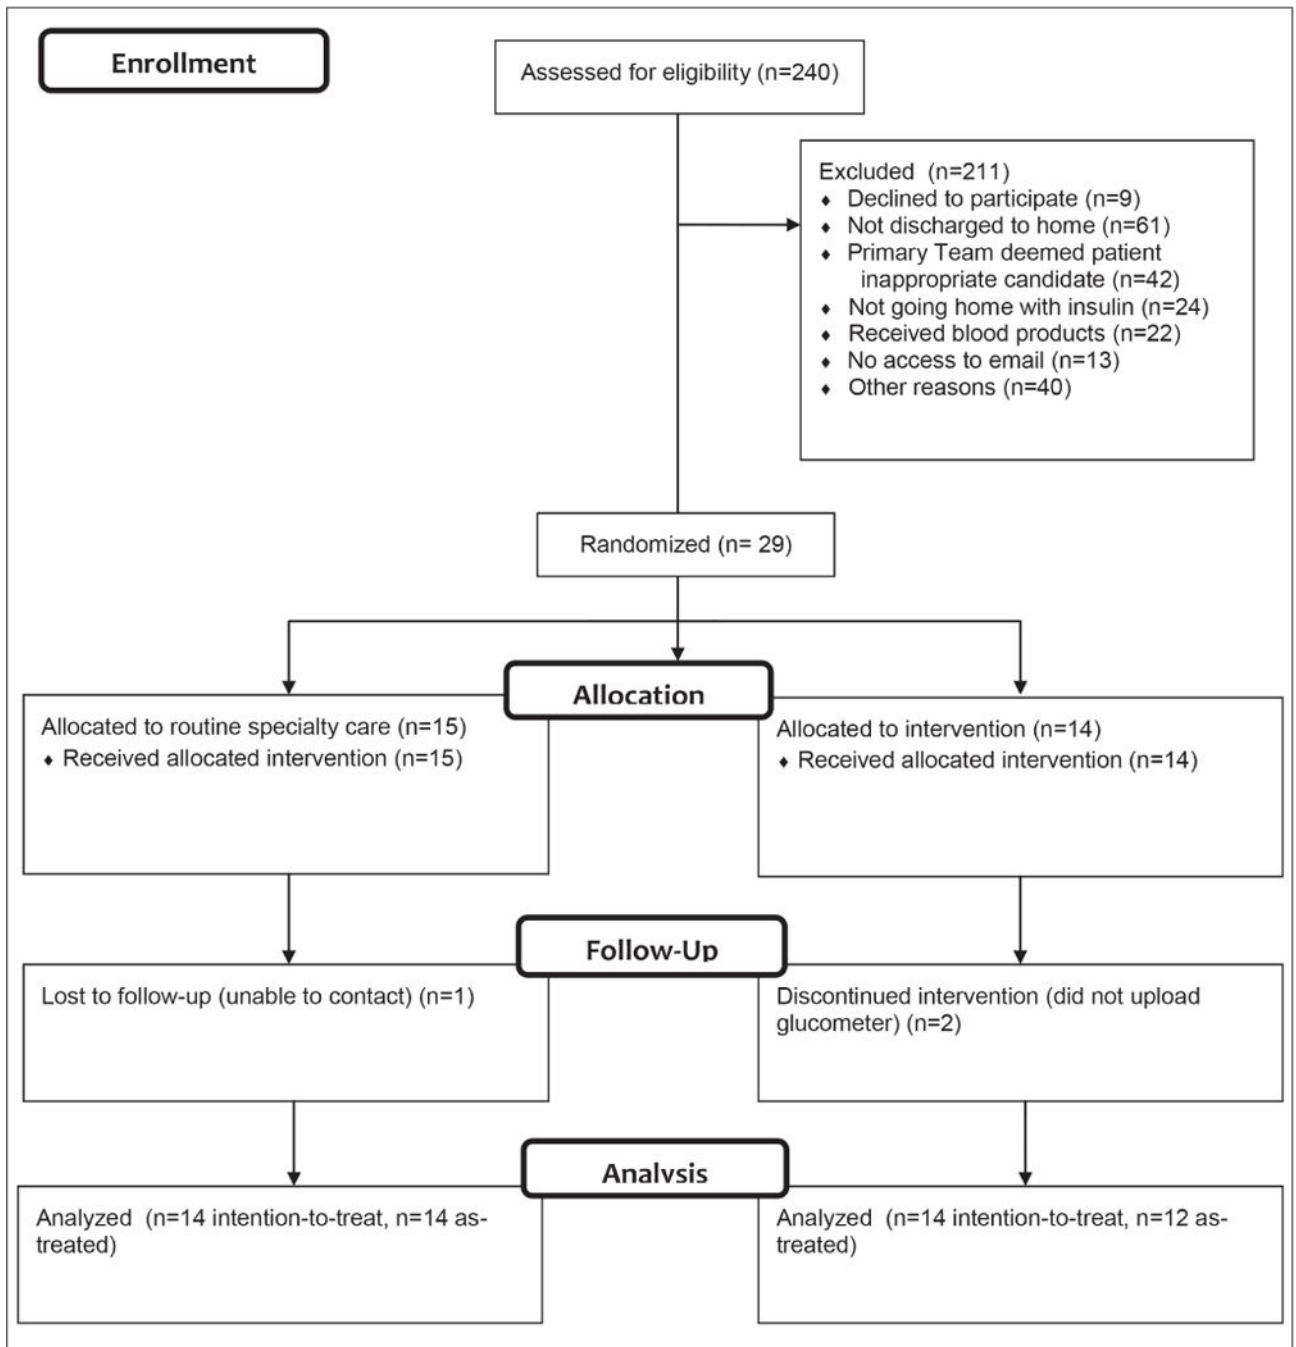 Enrollment
Assessed for eligibility (n=240)
Excluded (n=211)
♦ Declined to participate (n=9)
♦ Not discharged to home (n=61)
♦ Primary Team deemed patient
inappropriate candidate (n=42)
♦ Not going home with insulin (n=24)
♦ Received blood products (n=22)
♦ No access to email (n=13)
♦ Other reasons (n=40)
Randomized (n= 29)
Allocation
Allocated to routine specialty care (n=15)
♦ Received allocated intervention (n=15)
Allocated to intervention (n=14)
♦ Received allocated intervention (n=14)
Follow-Up
Lost to follow-up (unable to contact) (n=1)
Discontinued intervention (did not upload
glucometer) (n=2)
Analysis
Analyzed (n=14 intention-to-treat, n=14 as-
treated)
Analyzed (n=14 intention-to-treat, n=12 as-
treated)